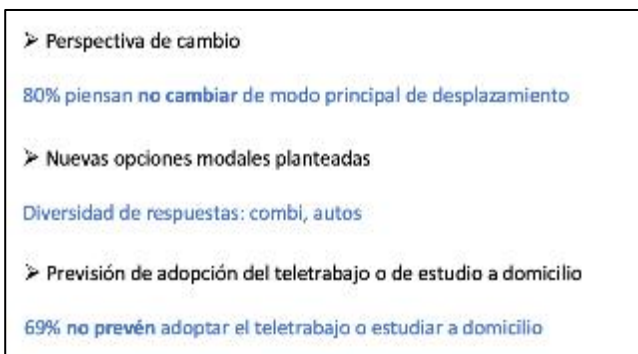 ➢ Perspectiva de cambio
80% piensan no cambiar de modo principal de desplazamiento
➢ Nuevas opciones modales planteadas
Diversidad de respuestas: combi, autos
➢ Previsión de adopción del teletrabajo o de estudio a domicilio
69% no prevén adoptar el teletrabajo o estudiar a domicilio